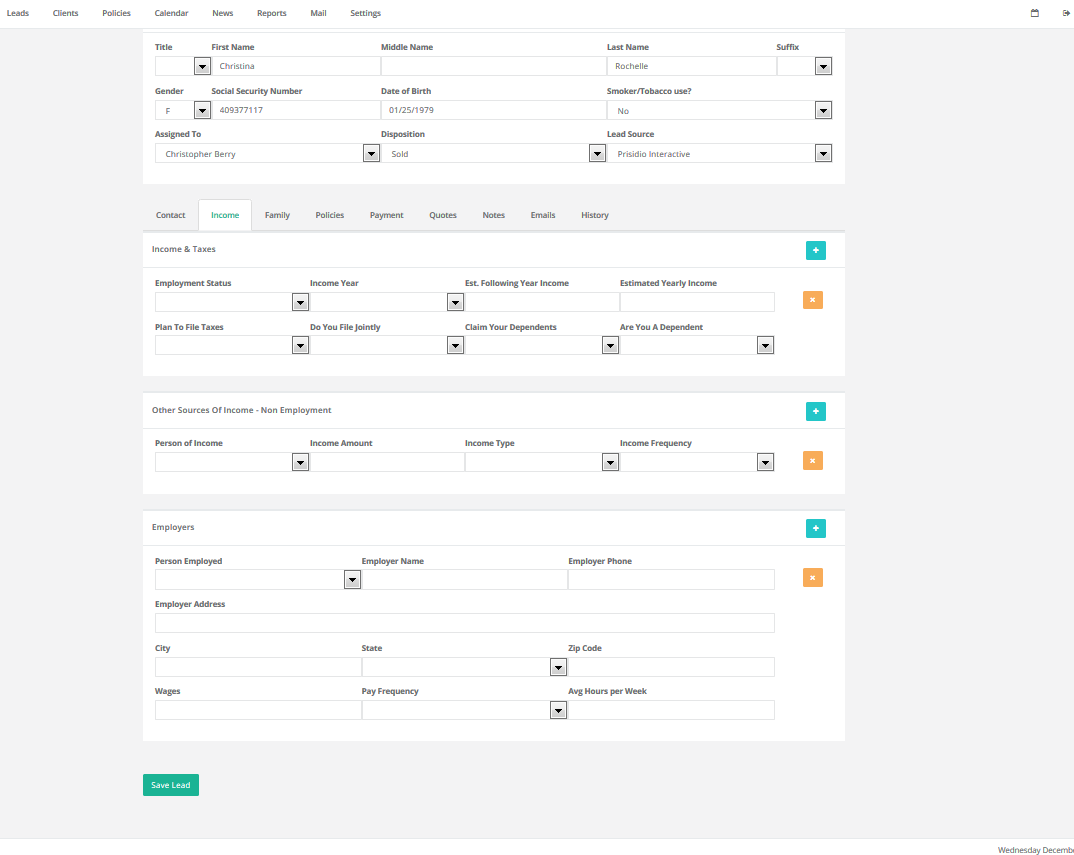 Leads Clients Policies Calendar News Reports Mail Settings
Title First Name Middle Name Last Name Suffix
Christina Rochelle
Gender Social Security Number Date of Birth Smoker/Tobacco use?
F 409377117 01/25/1979 No
Assigned To Disposition Lead Source
Christopher Berry Sold Prisidio Interactive
Contact Income Family Policies Payment Quotes Notes Emails History
Income & Taxes
Employment Status Income Year Est. Following Year Income Estimated Yearly Income
Plan To File Taxes Do You File Jointly Claim Your Dependents Are You A Dependent
Other Sources Of Income - Non Employment
Person of Income Income Amount Income Type Income Frequency
Employers
Person Employed Employer Name Employer Phone
Employer Address
City State Zip Code
Wages Pay Frequency Avg Hours per Week
Save Lead
Wednesday Decemb